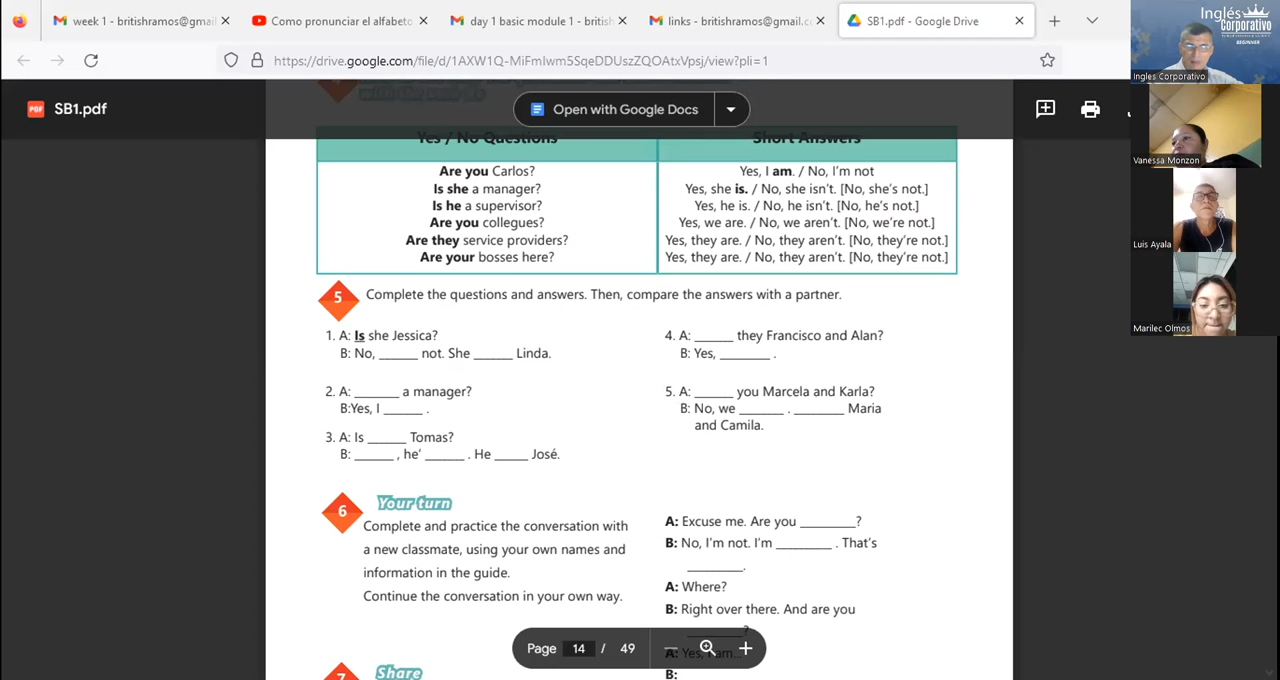 week 1 - britishramos@gmai
Como pronunciar el alfabeto
day 1 basic module 1 - british
links - britishramos@gmail.c
SB1.pdf - Google Drive
https://drive.google.com/file/d/1AXW1Q-MiFmIwm5SqeDDUszZQOAtxVpsj/view?pli=1
Inglés
Corporativo
BEGINNER
Ingles Corporativo
Vanessa Monzon
Luis Ayala
Marilec Olmos
PDF
SB1.pdf
Open with Google Docs
with the verb be
Yes / No Questions
Short Answers
Are you Carlos?
Yes, I am. / No, I'm not
Is she a manager?
Yes, she is. / No, she isn't. [No, she's not.]
Is he a supervisor?
Yes, he is. / No, he isn't. [No, he's not.]
Are you collegues?
Yes, we are. / No, we aren't. [No, we're not.]
Are they service providers?
Yes, they are. / No, they aren't. [No, they're not.]
Are your bosses here?
Yes, they are. / No, they aren't. [No, they're not.]
5
Complete the questions and answers. Then, compare the answers with a partner.
1. A: Is she Jessica?
B: No, ______ not. She ______ Linda.
2. A: _______ a manager?
B:Yes, I ______ .
3. A: Is ______ Tomas?
B: ______ , he' ______ . He _____ José.
4. A: ______ they Francisco and Alan?
B: Yes, ________ .
5. A: ______ you Marcela and Karla?
B: No, we _______ . ________ Maria
and Camila.
6
Your turn
Complete and practice the conversation with
a new classmate, using your own names and
information in the guide.
Continue the conversation in your own way.
A: Excuse me. Are you _________?
B: No, I'm not. I'm _________ . That's
_________.
A: Where?
B: Right over there. And are you
_________?
A: Yes, I am.
B:
7
Share
Page 14 / 49